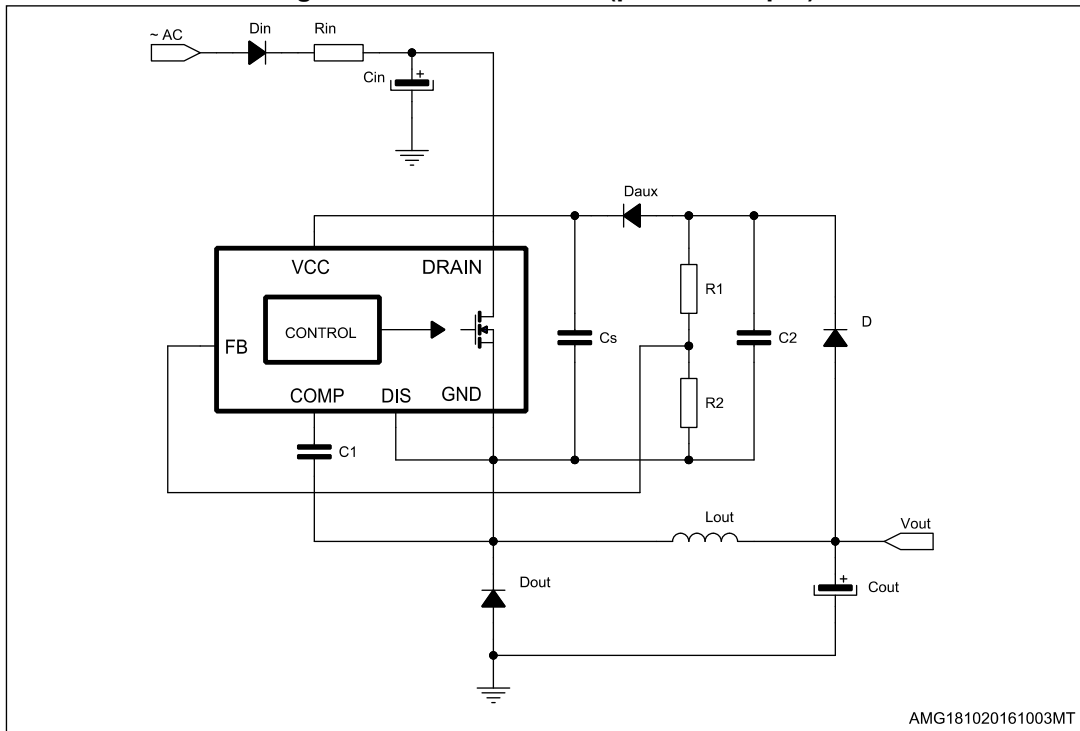 ~ AC
Din
Rin
Cin
+
Daux
VCC
DRAIN
R1
D
CONTROL
Cs
C2
FB
R2
COMP
DIS
GND
C1
Lout
Vout
Dout
+
Cout
AMG181020161003MT